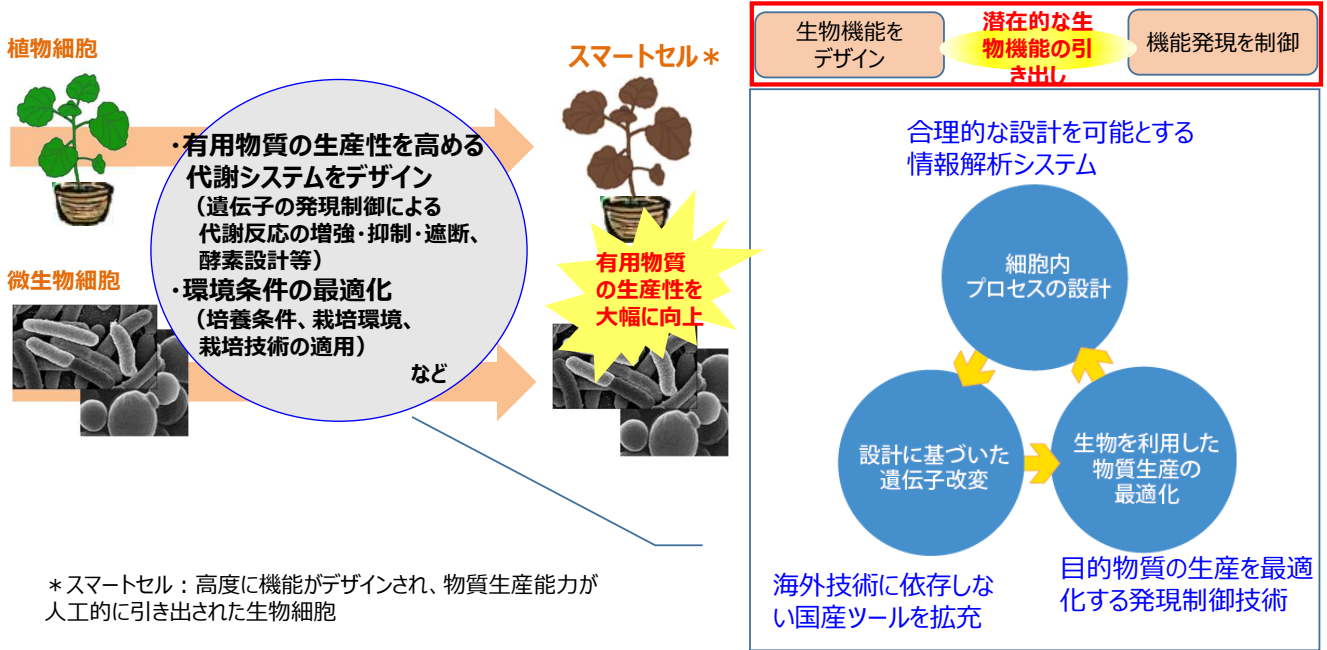 植物細胞
微生物細胞
・有用物質の生産性を高める
代謝システムをデザイン
（遺伝子の発現制御による
代謝反応の増強・抑制・遮断、
酵素設計等）
・環境条件の最適化
（培養条件、栽培環境、
栽培技術の適用）
など
スマートセル＊
有用物質
の生産性を
大幅に向上
＊スマートセル：高度に機能がデザインされ、物質生産能力が
人工的に引き出された生物細胞
生物機能を
デザイン
潜在的な生
物機能の引
き出し
機能発現を制御
合理的な設計を可能とする
情報解析システム
細胞内
プロセスの設計
設計に基づいた
遺伝子改変
生物を利用した
物質生産の
最適化
海外技術に依存しな
い国産ツールを拡充
目的物質の生産を最適
化する発現制御技術